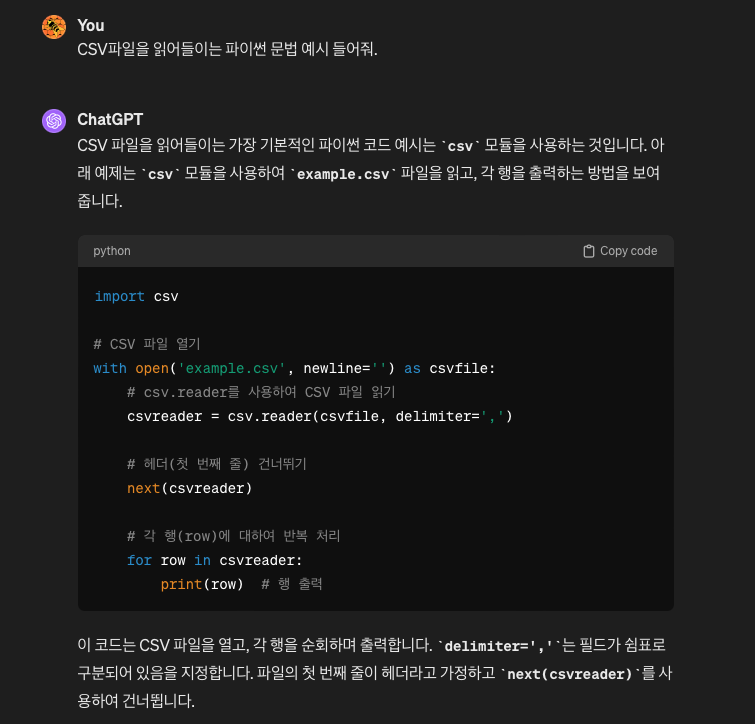 You
CSV파일을 읽어들이는 파이썬 문법 예시 들어줘.
ChatGPT
CSV 파일을 읽어들이는 가장 기본적인 파이썬 코드 예시는 `csv` 모듈을 사용하는 것입니다. 아
래 예제는 `csv` 모듈을 사용하여 `example.csv` 파일을 읽고, 각 행을 출력하는 방법을 보여
줍니다.
python
Copy code
import csv
# CSV 파일 열기
with open('example.csv', newline='') as csvfile:
    # csv.reader를 사용하여 CSV 파일 읽기
    csvreader = csv.reader(csvfile, delimiter=',')
    # 헤더(첫 번째 줄) 건너뛰기
    next(csvreader)
    # 각 행(row)에 대하여 반복 처리
    for row in csvreader:
        print(row)  # 행 출력
이 코드는 CSV 파일을 열고, 각 행을 순회하며 출력합니다. `delimiter=','`는 필드가 쉼표로
구분되어 있음을 지정합니다. 파일의 첫 번째 줄이 헤더라고 가정하고 `next(csvreader)`를 사
용하여 건너뜁니다.